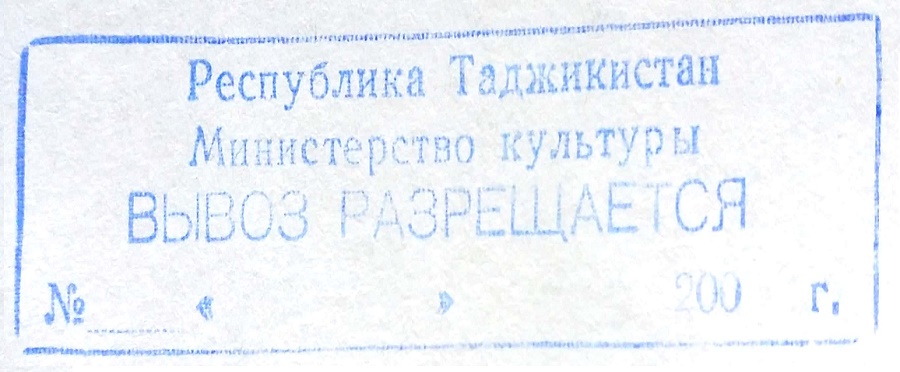 Республика Таджикистан
Министерство культуры
ВЫВОЗ РАЗРЕШАЕТСЯ
№ « » 200 г.